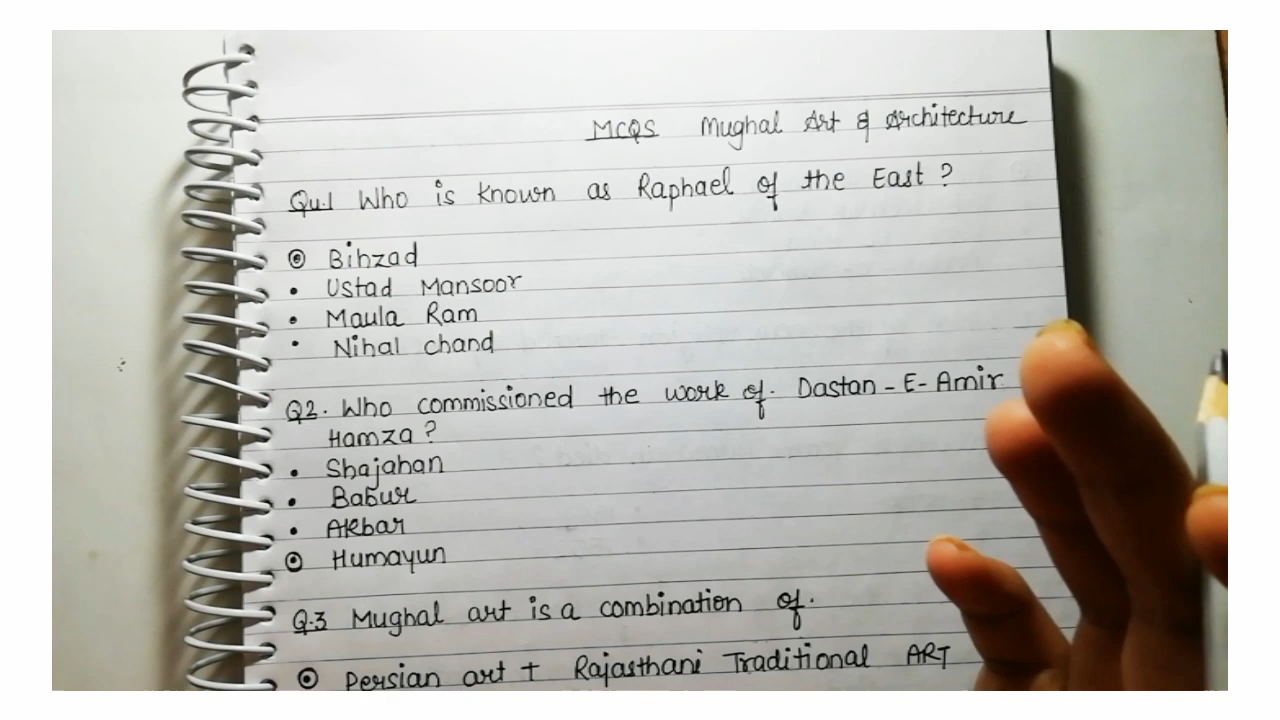 MCQS Mughal Art & Architecture
Qu.1 Who is known as Raphael of the East ?
Bihzad
• Ustad Mansoor
• Maula Ram
• Nihal chand
Q2. Who commissioned the work of. Dastan-E-Amir
Hamza ?
• Shajahan
• Babur
• Akbar
Humayun
Q.3 Mughal art is a combination of.
Persian art + Rajasthani Traditional ART